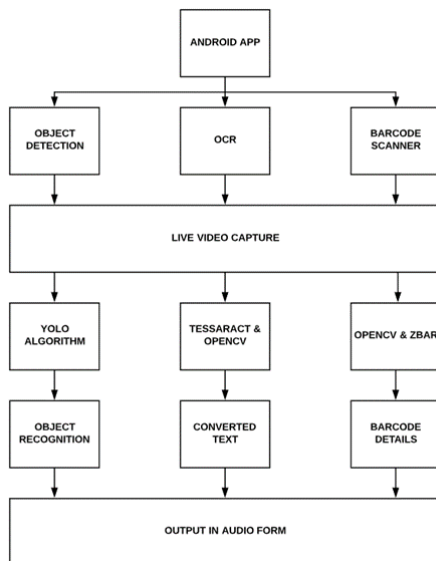 ANDROID APP
OBJECT
DETECTION
OCR
BARCODE
SCANNER
LIVE VIDEO CAPTURE
YOLO
ALGORITHM
TESSARACT &
OPENCV
OPENCV & ZBAR
OBJECT
RECOGNITION
CONVERTED
TEXT
BARCODE
DETAILS
OUTPUT IN AUDIO FORM